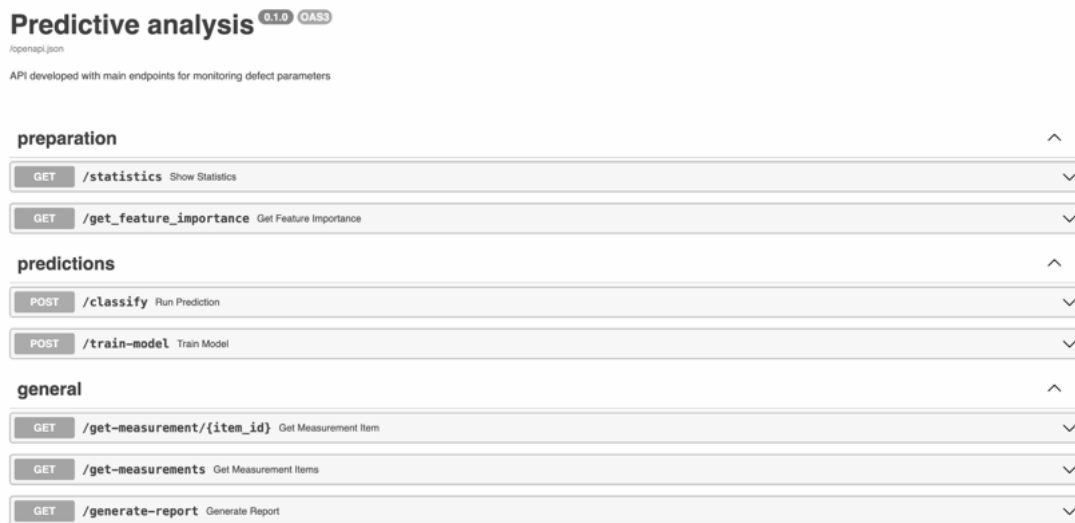 Predictive analysis 0.1.0 OAS3
/openapi.json
API developed with main endpoints for monitoring defect parameters
preparation
GET /statistics Show Statistics
GET /get_feature_importance Get Feature Importance
predictions
POST /classify Run Prediction
POST /train-model Train Model
general
GET /get-measurement/{item_id} Get Measurement Item
GET /get-measurements Get Measurement Items
GET /generate-report Generate Report